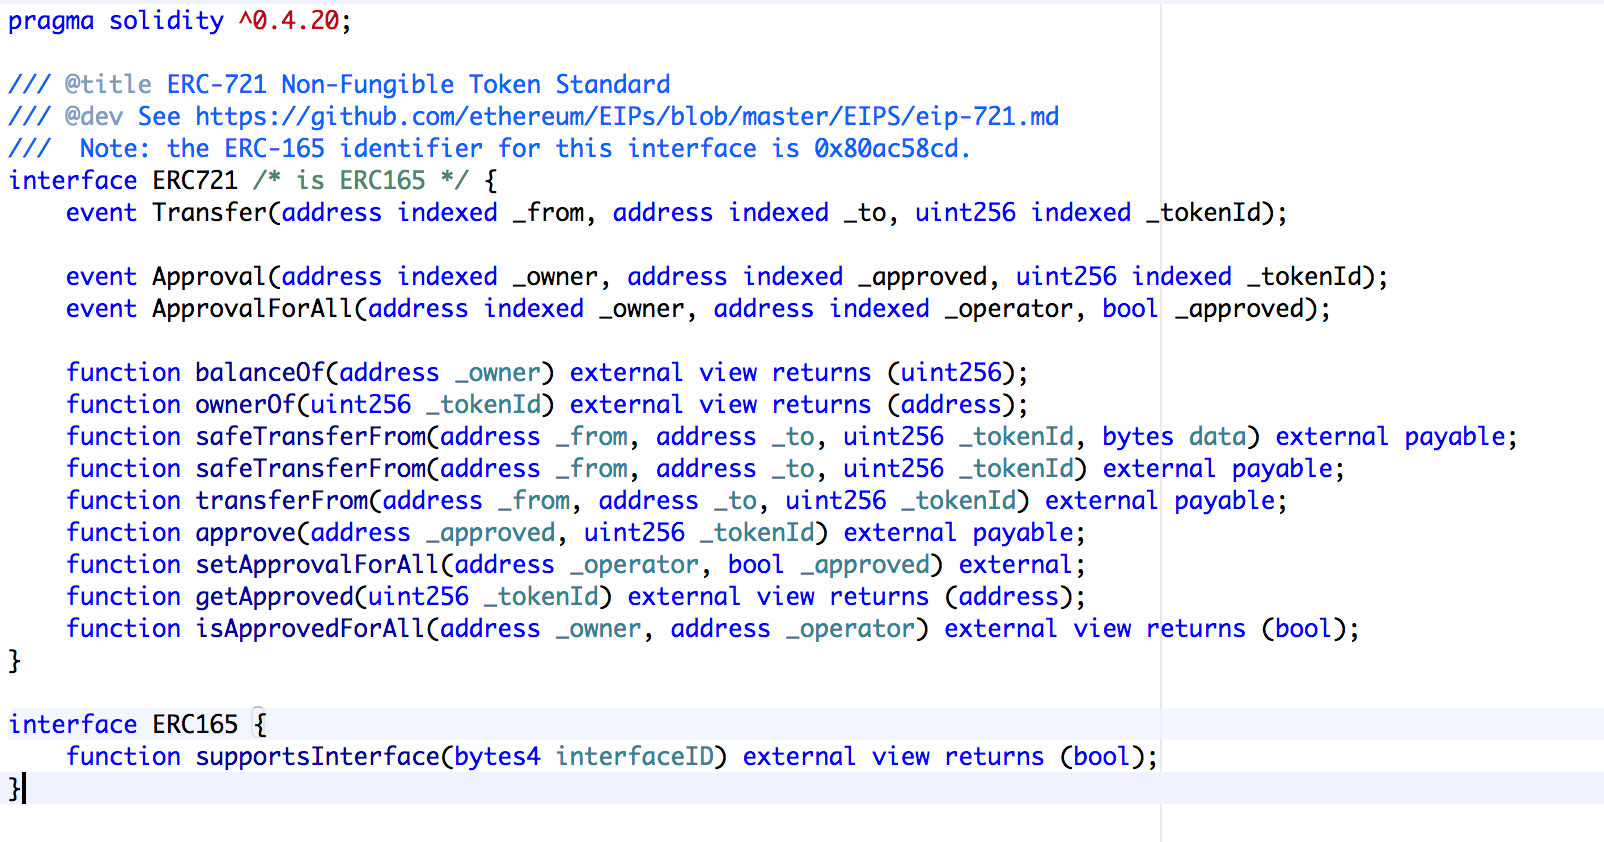 pragma solidity ^0.4.20;
/// @title ERC-721 Non-Fungible Token Standard
/// @dev See https://github.com/ethereum/EIPs/blob/master/EIPS/eip-721.md
///  Note: the ERC-165 identifier for this interface is 0x80ac58cd.
interface ERC721 /* is ERC165 */ {
    event Transfer(address indexed _from, address indexed _to, uint256 indexed _tokenId);
    event Approval(address indexed _owner, address indexed _approved, uint256 indexed _tokenId);
    event ApprovalForAll(address indexed _owner, address indexed _operator, bool _approved);
    function balanceOf(address _owner) external view returns (uint256);
    function ownerOf(uint256 _tokenId) external view returns (address);
    function safeTransferFrom(address _from, address _to, uint256 _tokenId, bytes data) external payable;
    function safeTransferFrom(address _from, address _to, uint256 _tokenId) external payable;
    function transferFrom(address _from, address _to, uint256 _tokenId) external payable;
    function approve(address _approved, uint256 _tokenId) external payable;
    function setApprovalForAll(address _operator, bool _approved) external;
    function getApproved(uint256 _tokenId) external view returns (address);
    function isApprovedForAll(address _owner, address _operator) external view returns (bool);
}
interface ERC165 {
    function supportsInterface(bytes4 interfaceID) external view returns (bool);
}